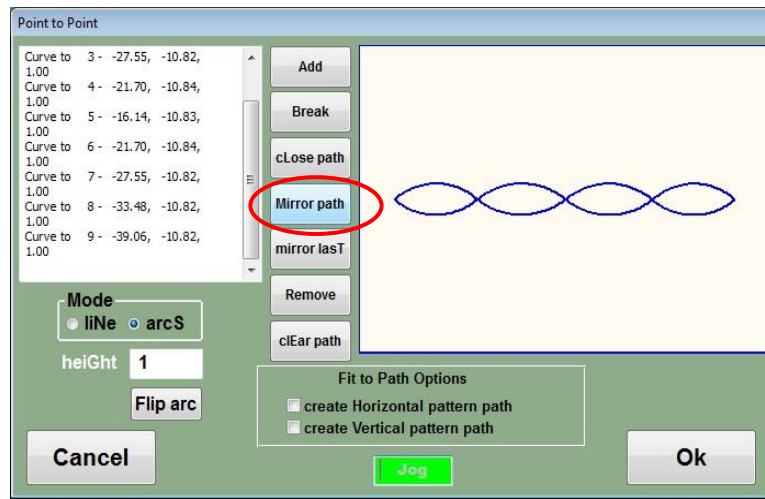 Point to Point
Curve to 3 - -27.55, -10.82,
1.00
Curve to 4 - -21.70, -10.84,
1.00
Curve to 5 - -16.14, -10.83,
1.00
Curve to 6 - -21.70, -10.84,
1.00
Curve to 7 - -27.55, -10.82,
1.00
Curve to 8 - -33.48, -10.82,
1.00
Curve to 9 - -39.06, -10.82,
1.00
Add
Break
cLose path
Mirror path
mirror lasT
Remove
clEar path
Mode
liNe arcS
heiGht 1
Flip arc
Fit to Path Options
create Horizontal pattern path
create Vertical pattern path
Cancel
Jog
Ok